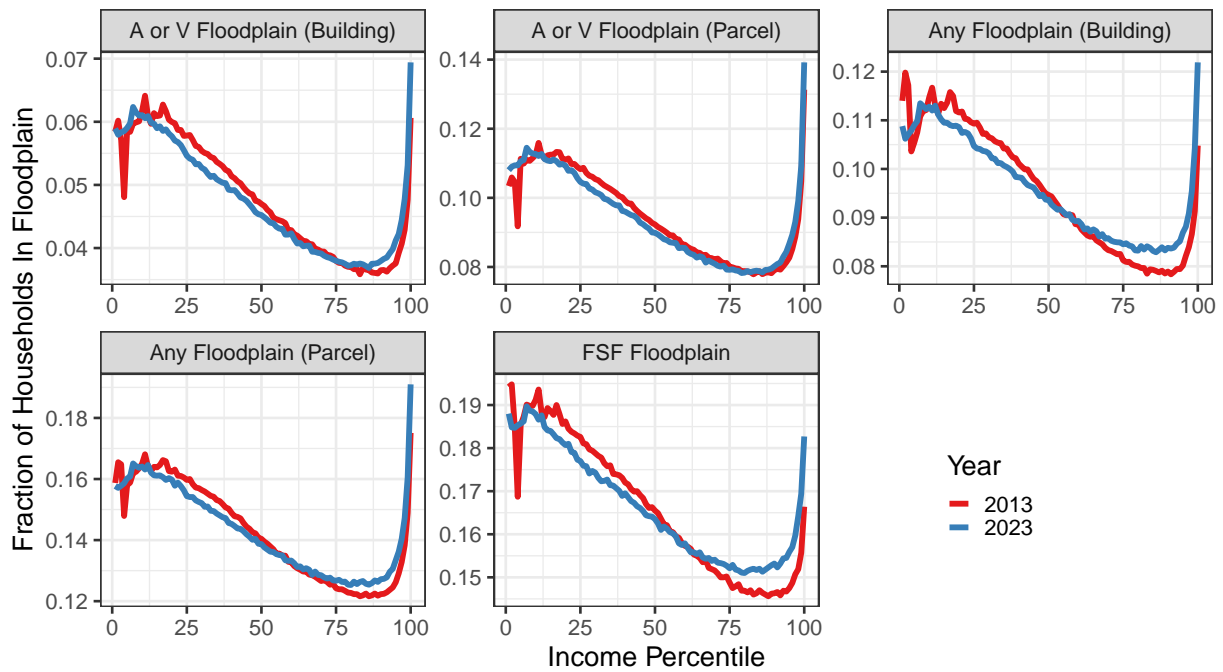 A or V Floodplain (Building)
A or V Floodplain (Parcel)
Any Floodplain (Building)
0.07
0.06
0.05
0.04
0.14
0.12
0.10
0.08
0.12
0.11
0.10
0.09
0.08
0 25 50 75 100
0 25 50 75 100
0 25 50 75 100
Any Floodplain (Parcel)
FSF Floodplain
0.18
0.16
0.14
0.12
0.19
0.18
0.17
0.16
0.15
0 25 50 75 100
0 25 50 75 100
Fraction of Households In Floodplain
Income Percentile
Year
2013
2023